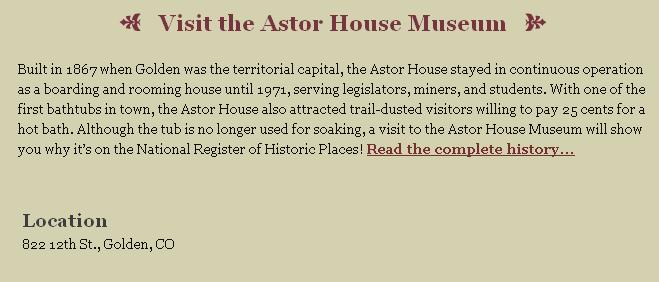 Visit the Astor House Museum
Built in 1867 when Golden was the territorial capital, the Astor House stayed in continuous operation
as a boarding and rooming house until 1971, serving legislators, miners, and students. With one of the
first bathtubs in town, the Astor House also attracted trail-dusted visitors willing to pay 25 cents for a
hot bath. Although the tub is no longer used for soaking, a visit to the Astor House Museum will show
you why it's on the National Register of Historic Places! Read the complete history...
Location
822 12th St., Golden, CO